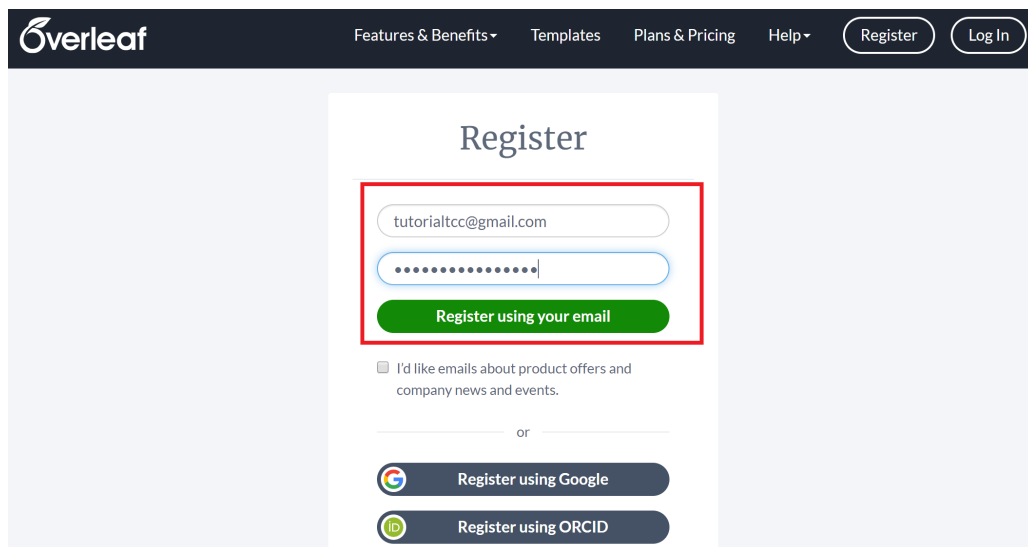 Overleaf
Features & Benefits Templates Plans & Pricing Help Register Log In
Register
tutorialtcc@gmail.com
••••••••••••••••
Register using your email
I'd like emails about product offers and
company news and events.
or
G Register using Google
iD Register using ORCID